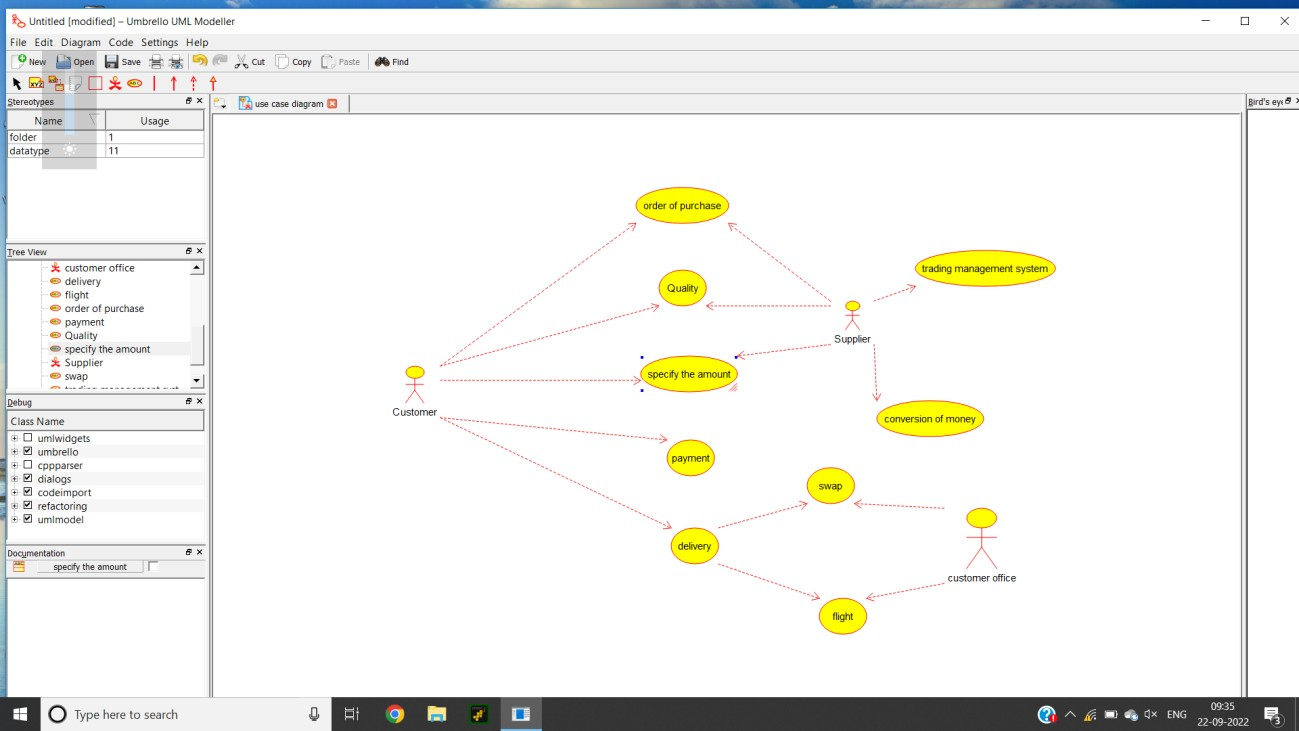 Untitled [modified] – Umbrello UML Modeller
File Edit Diagram Code Settings Help
New Open Save Cut Copy Paste Find
XYZ ABC
Stereotypes
Name Usage
folder 1
datatype 11
use case diagram
Bird's eye
Tree View
customer office
delivery
flight
order of purchase
payment
Quality
specify the amount
Supplier
swap
Debug
Class Name
umlwidgets
umbrello
cppparser
dialogs
codeimport
refactoring
umlmodel
Documentation
specify the amount
order of purchase
trading management system
Quality
Supplier
specify the amount
Customer
conversion of money
payment
swap
delivery
customer office
flight
Type here to search
ENG
09:35
22-09-2022
3